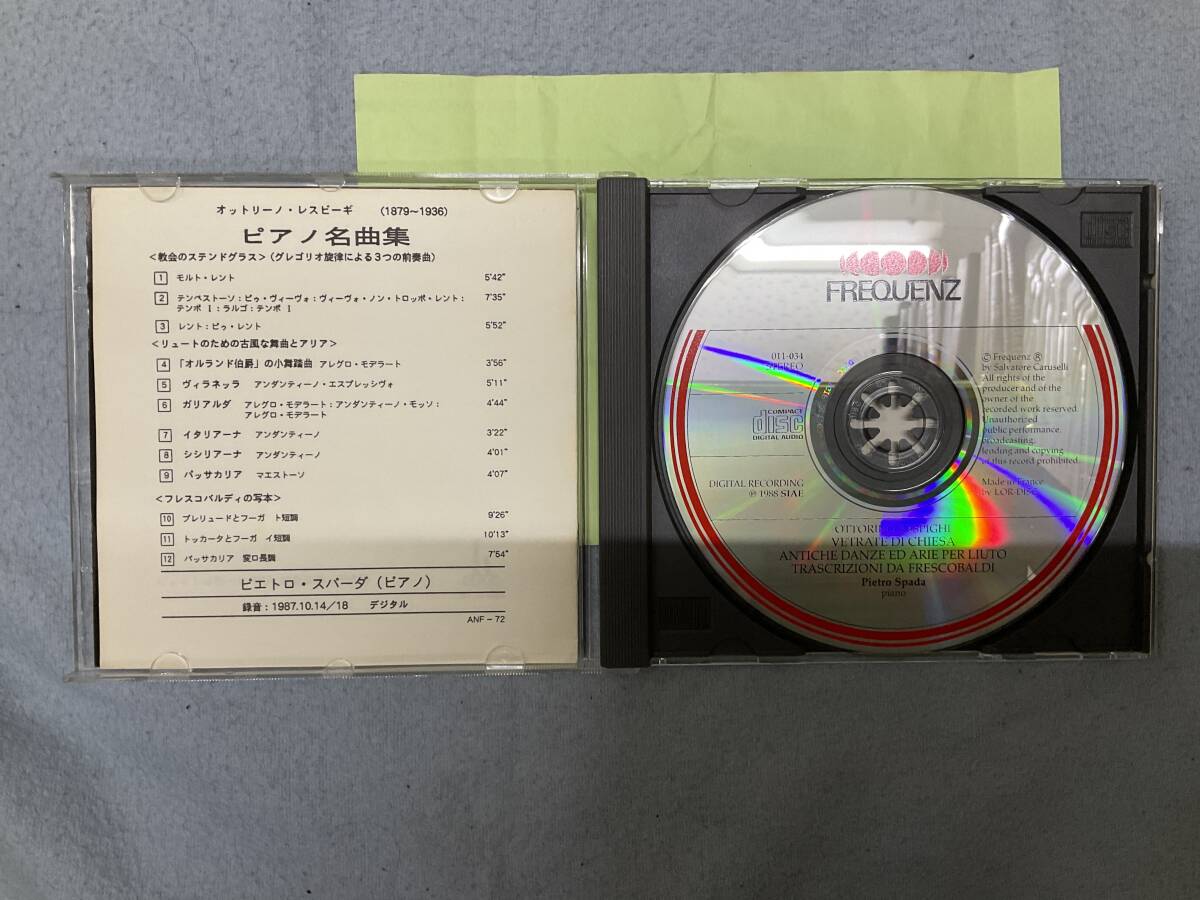 オットリーノ・レスピーギ (1879〜1936)
ピアノ名曲集
<教会のステンドグラス>(グレゴリオ旋律による3つの前奏曲)
1 モルト・レント 5'42"
2 テンペストーソ:ピゥ・ヴィーヴォ:ヴィーヴォ・ノン・トロッポ・レント: 7'35"
テンポ I:ラルゴ:テンポ I
3 レント:ピゥ・レント 5'52"
<リュートのための古風な舞曲とアリア>
4 「オルランド伯爵」の小舞踏曲 アレグロ・モデラート 3'56"
5 ヴィラネッラ アンダンティーノ・エスプレッシヴォ 5'11"
6 ガリアルダ アレグロ・モデラート:アンダンティーノ・モッソ: 4'44"
アレグロ・モデラート
7 イタリアーナ アンダンティーノ 3'22"
8 シシリアーナ アンダンティーノ 4'01"
9 パッサカリア マエストーソ 4'07"
<フレスコバルディの写本>
10 プレリュードとフーガ ト短調 9'26"
11 トッカータとフーガ イ短調 10'13"
12 パッサカリア 変ロ長調 7'54"
ピエトロ・スパーダ(ピアノ)
録音:1987.10.14/18 デジタル
ANF-72
FREQUENZ
011-034
STEREO
COMPACT
disc
DIGITAL AUDIO
DIGITAL RECORDING
℗ 1988 SIAE
© Frequenz ®
by Salvatore Caruselli
All rights of the
producer and of the
owner of the
recorded work reserved.
Unauthorized
public performance,
broadcasting,
lending and copying
of this record prohibited.
Made in France
by LOR-DISC
OTTORINO RESPIGHI
VETRATE DI CHIESA
ANTICHE DANZE ED ARIE PER LIUTO
TRASCRIZIONI DA FRESCOBALDI
Pietro Spada
piano